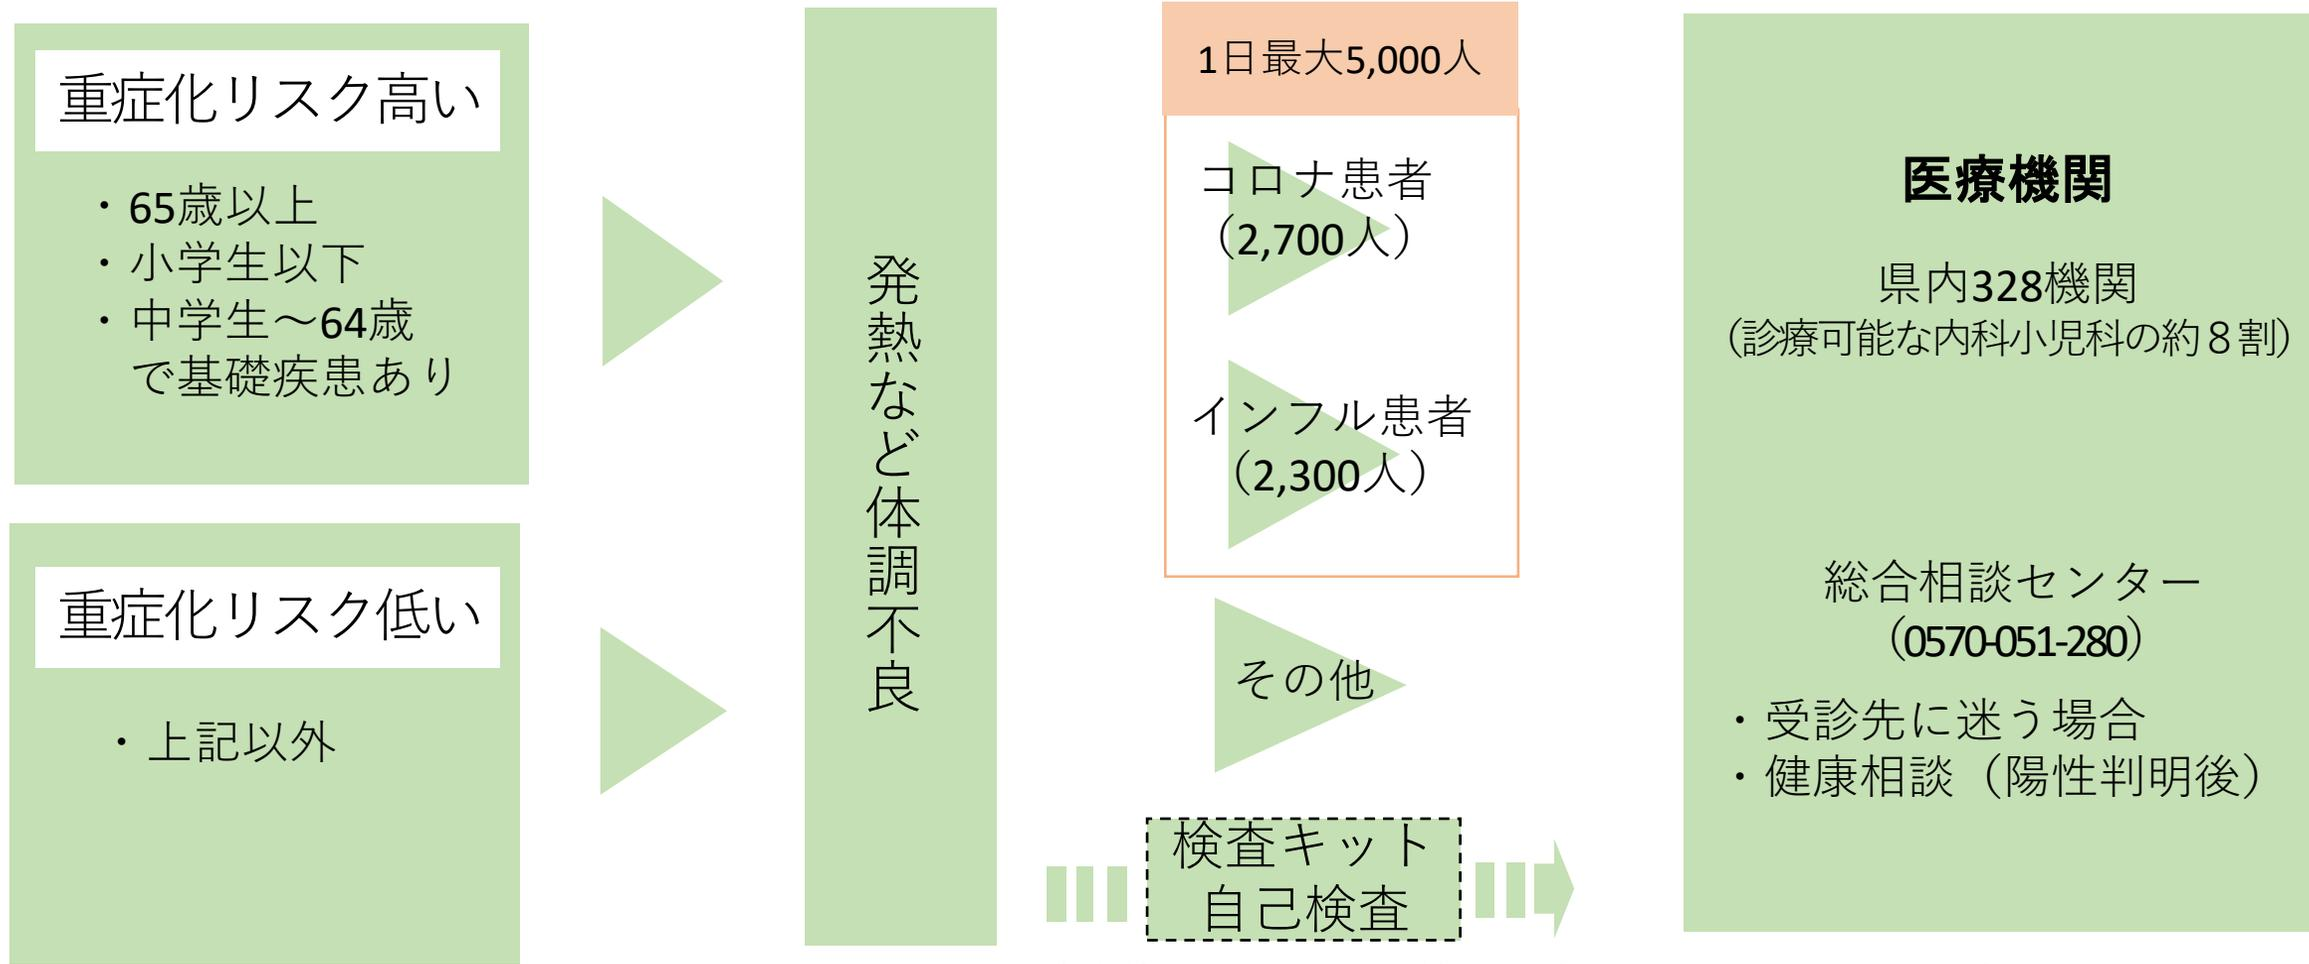 重症化リスク高い
・65歳以上
・小学生以下
・中学生～64歳
で基礎疾患あり
重症化リスク低い
・上記以外
発熱など体調不良
1日最大5,000人
コロナ患者
（2,700人）
インフル患者
（2,300人）
その他
検査キット
自己検査
医療機関
県内328機関
（診療可能な内科小児科の約８割）
総合相談センター
（0570-051-280）
・受診先に迷う場合
・健康相談（陽性判明後）